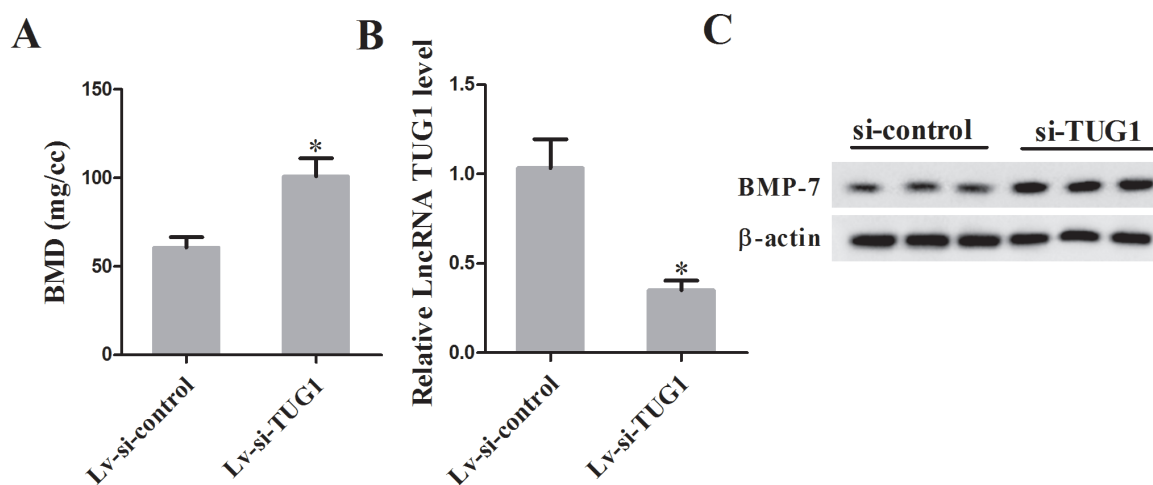 A
BMD (mg/cc)
150
100
50
0
*
Lv-si-control
Lv-si-TUG1
B
Relative LncRNA TUG1 level
1.5
1.0
0.5
0.0
*
Lv-si-control
Lv-si-TUG1
C
si-control
si-TUG1
BMP-7
β-actin